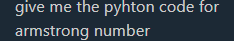 give me the pyhton code for
armstrong number